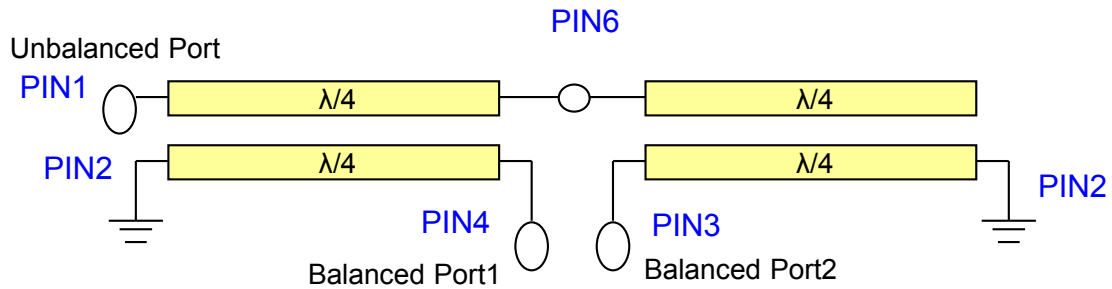 PIN6
Unbalanced Port
PIN1
λ/4
λ/4
PIN2
λ/4
λ/4
PIN2
PIN4
PIN3
Balanced Port1
Balanced Port2